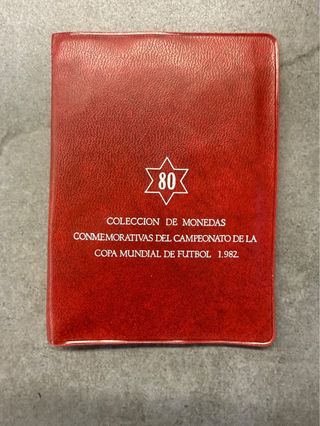 80
COLECCION DE MONEDAS
CONMEMORATIVAS DEL CAMPEONATO DE LA
COPA MUNDIAL DE FUTBOL 1.982.